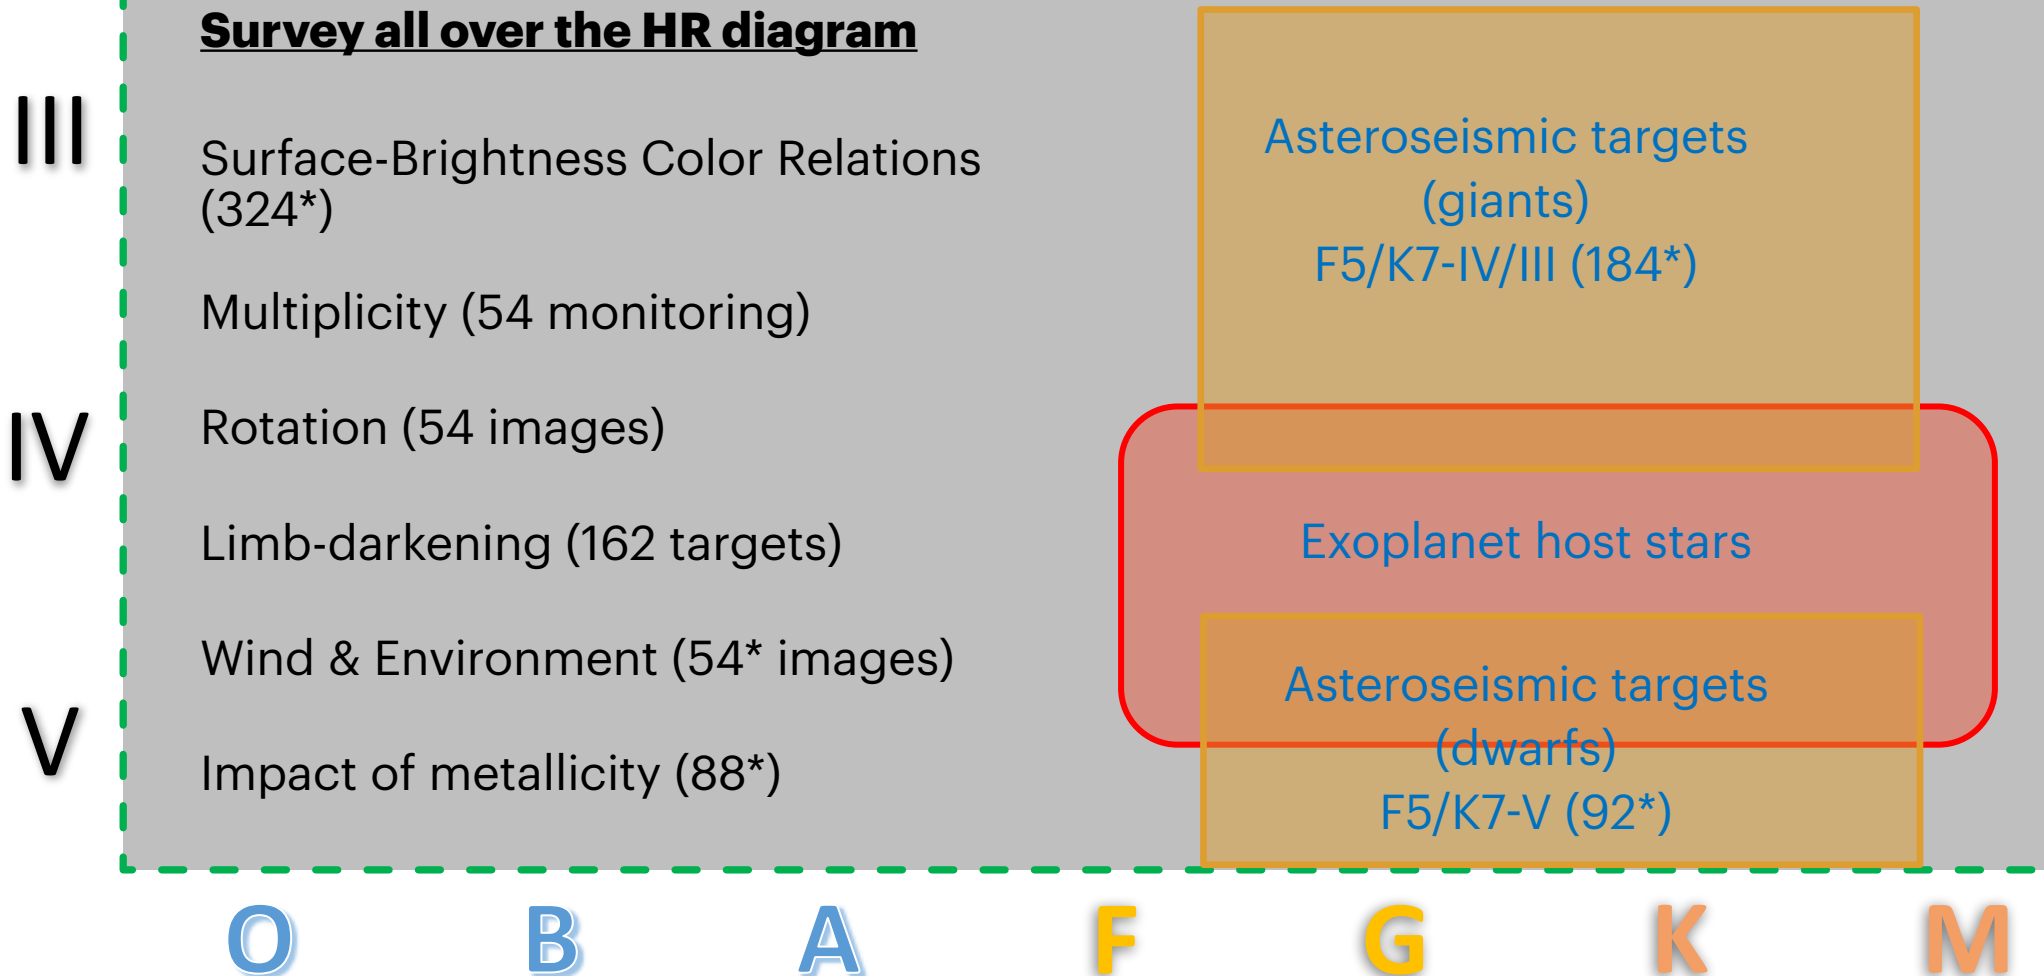 Survey all over the HR diagram
III
Surface-Brightness Color Relations
(324*)
Multiplicity (54 monitoring)
IV
Rotation (54 images)
Limb-darkening (162 targets)
Wind & Environment (54* images)
V
Impact of metallicity (88*)
Asteroseismic targets
(giants)
F5/K7-IV/III (184*)
Exoplanet host stars
Asteroseismic targets
(dwarfs)
F5/K7-V (92*)
O B A F G K M